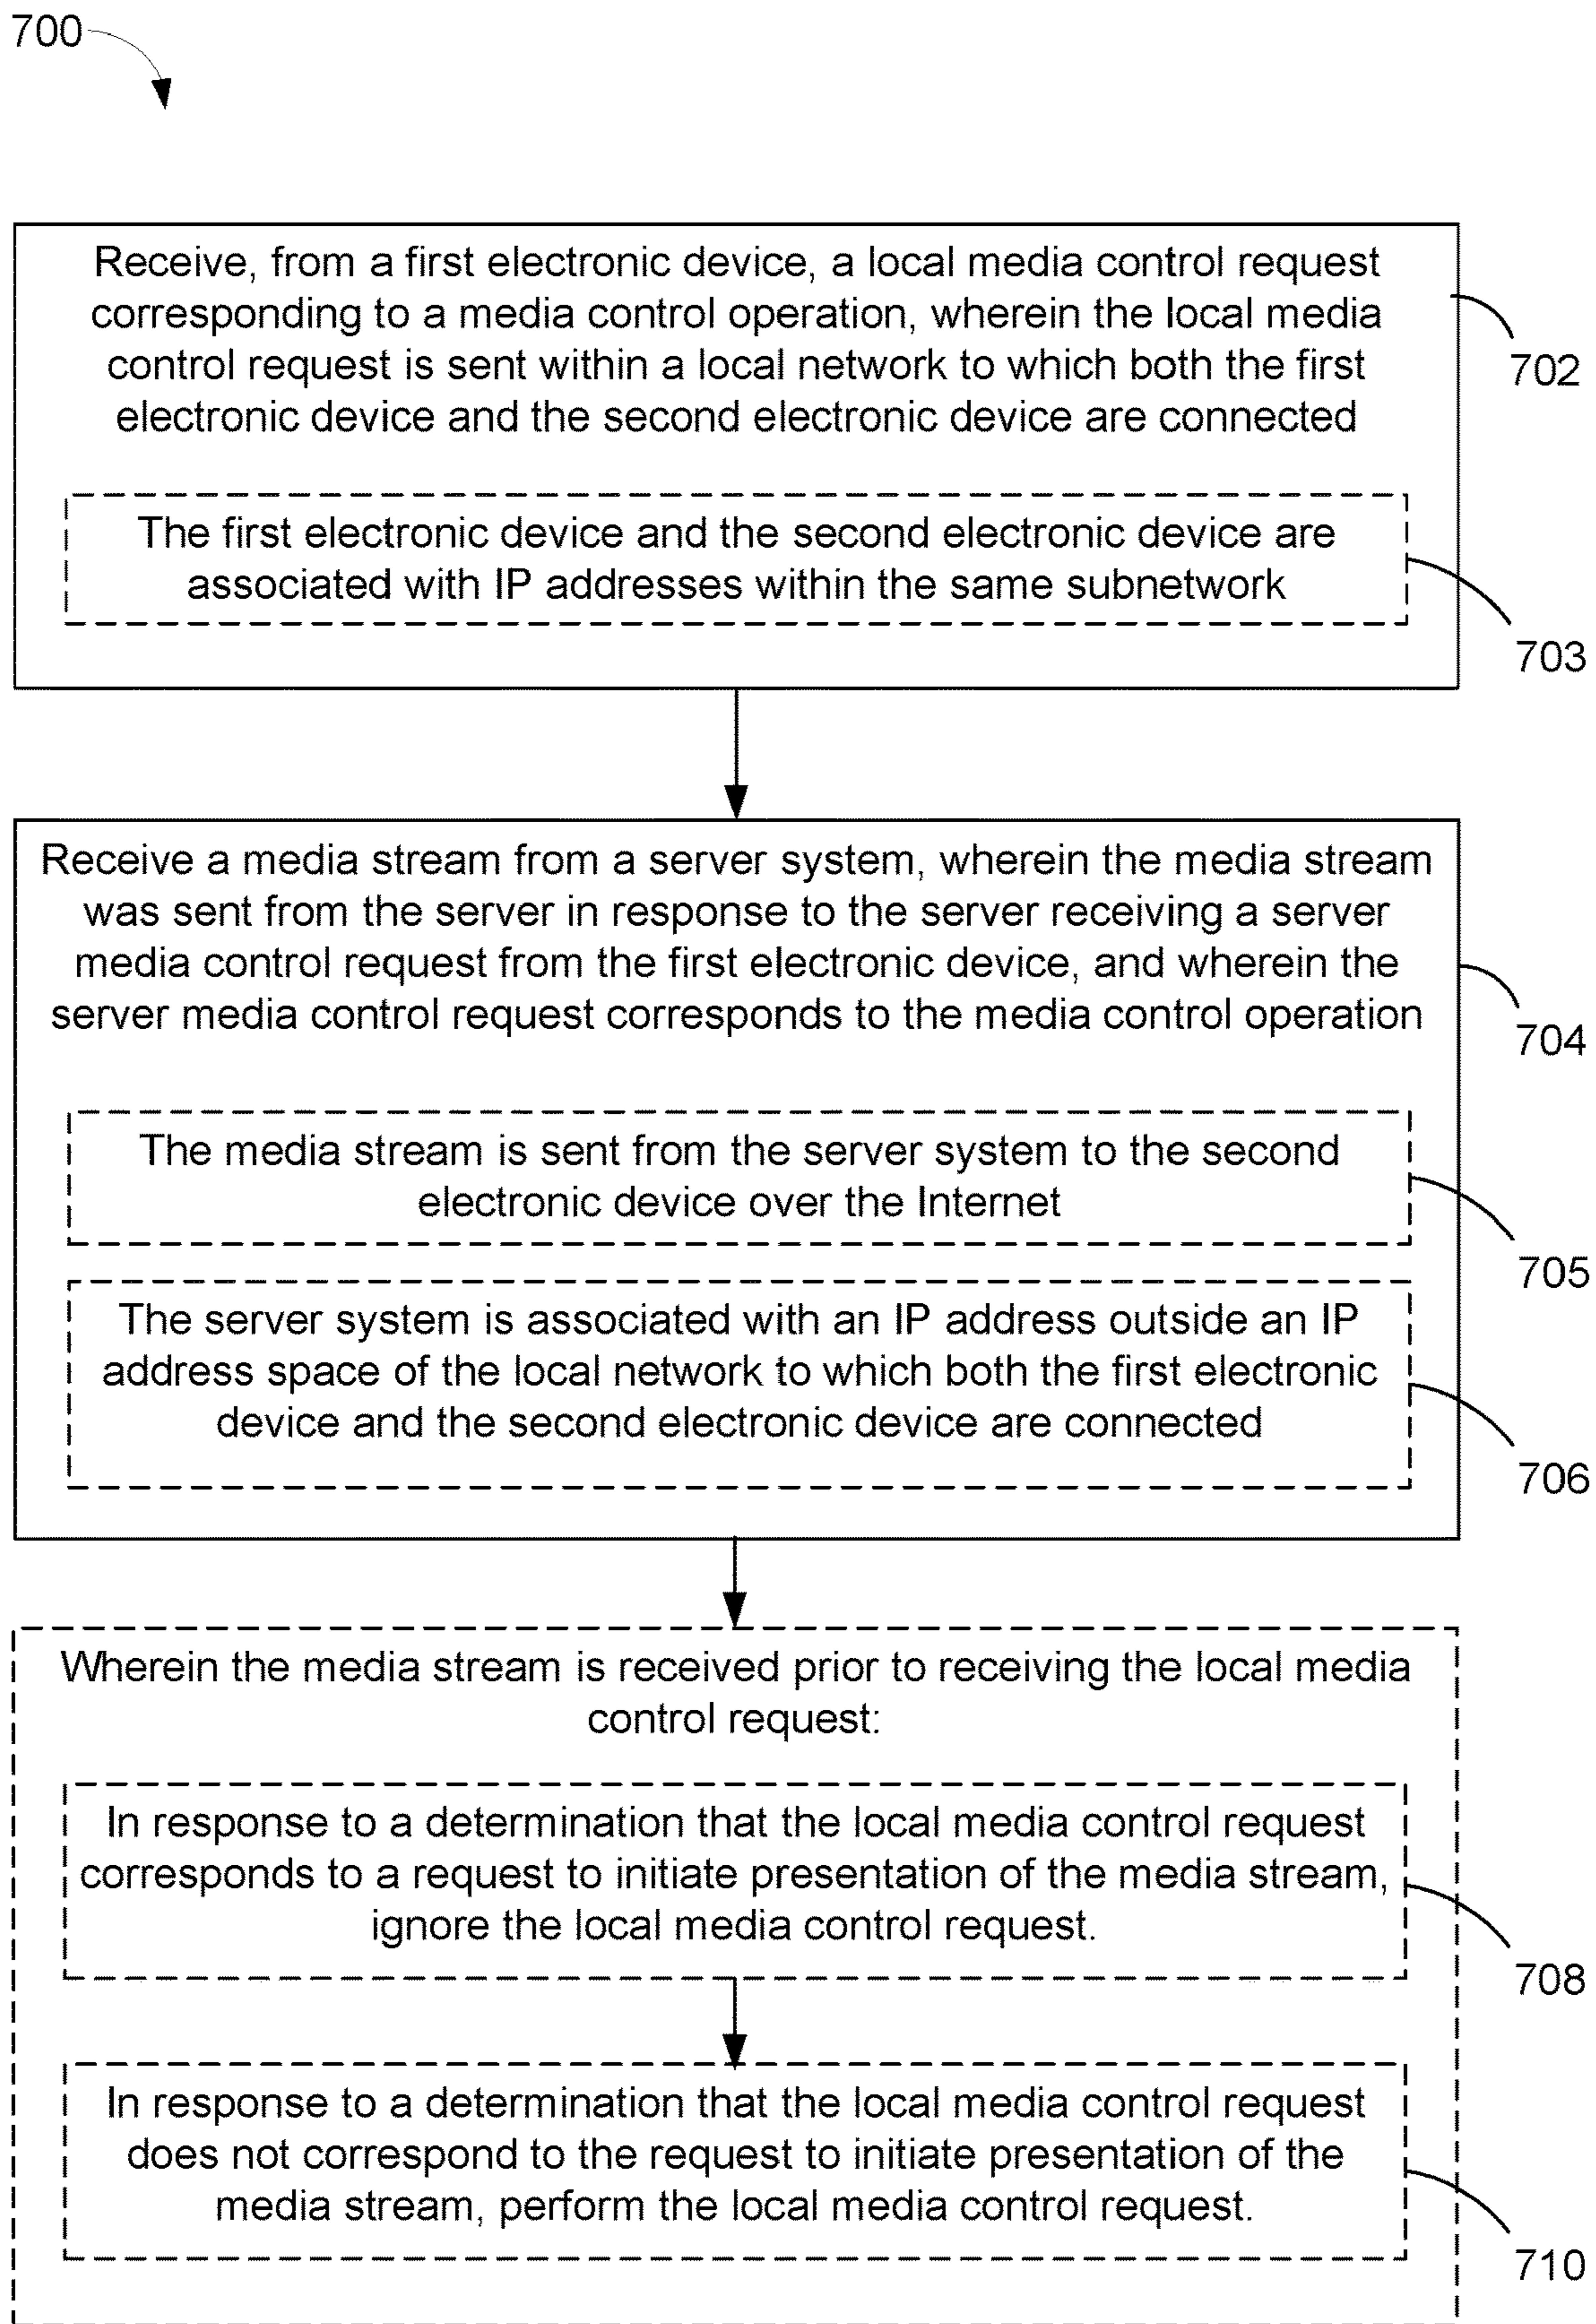 700
Receive, from a first electronic device, a local media control request
corresponding to a media control operation, wherein the local media
control request is sent within a local network to which both the first
electronic device and the second electronic device are connected
702
The first electronic device and the second electronic device are
associated with IP addresses within the same subnetwork
703
Receive a media stream from a server system, wherein the media stream
was sent from the server in response to the server receiving a server
media control request from the first electronic device, and wherein the
server media control request corresponds to the media control operation
704
The media stream is sent from the server system to the second
electronic device over the Internet
705
The server system is associated with an IP address outside an IP
address space of the local network to which both the first electronic
device and the second electronic device are connected
706
Wherein the media stream is received prior to receiving the local media
control request:
In response to a determination that the local media control request
corresponds to a request to initiate presentation of the media stream,
ignore the local media control request.
708
In response to a determination that the local media control request
does not correspond to the request to initiate presentation of the
media stream, perform the local media control request.
710